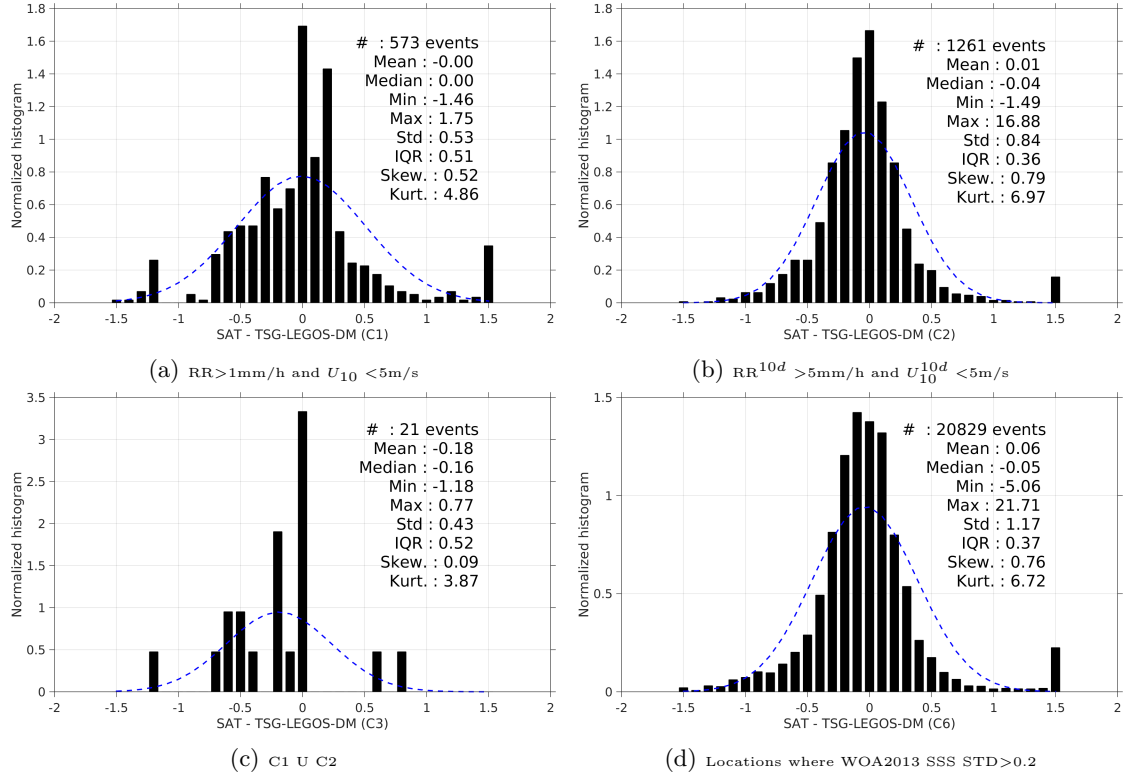 1.8
1.6
1.4
1.2
1
0.8
0.6
0.4
0.2
0
Normalized histogram
# : 573 events
Mean : -0.00
Median : 0.00
Min : -1.46
Max : 1.75
Std : 0.53
IQR : 0.51
Skew. : 0.52
Kurt. : 4.86
-2 -1.5 -1 -0.5 0 0.5 1 1.5 2
SAT - TSG-LEGOS-DM (C1)
(a) RR>1mm/h and U10 <5m/s
1.8
1.6
1.4
1.2
1
0.8
0.6
0.4
0.2
0
Normalized histogram
# : 1261 events
Mean : 0.01
Median : -0.04
Min : -1.49
Max : 16.88
Std : 0.84
IQR : 0.36
Skew. : 0.79
Kurt. : 6.97
-2 -1.5 -1 -0.5 0 0.5 1 1.5 2
SAT - TSG-LEGOS-DM (C2)
(b) RR^10d >5mm/h and U_10^10d <5m/s
3.5
3
2.5
2
1.5
1
0.5
0
Normalized histogram
# : 21 events
Mean : -0.18
Median : -0.16
Min : -1.18
Max : 0.77
Std : 0.43
IQR : 0.52
Skew. : 0.09
Kurt. : 3.87
-2 -1.5 -1 -0.5 0 0.5 1 1.5 2
SAT - TSG-LEGOS-DM (C3)
(c) C1 U C2
1.5
1
0.5
0
Normalized histogram
# : 20829 events
Mean : 0.06
Median : -0.05
Min : -5.06
Max : 21.71
Std : 1.17
IQR : 0.37
Skew. : 0.76
Kurt. : 6.72
-2 -1.5 -1 -0.5 0 0.5 1 1.5 2
SAT - TSG-LEGOS-DM (C6)
(d) Locations where WOA2013 SSS STD>0.2